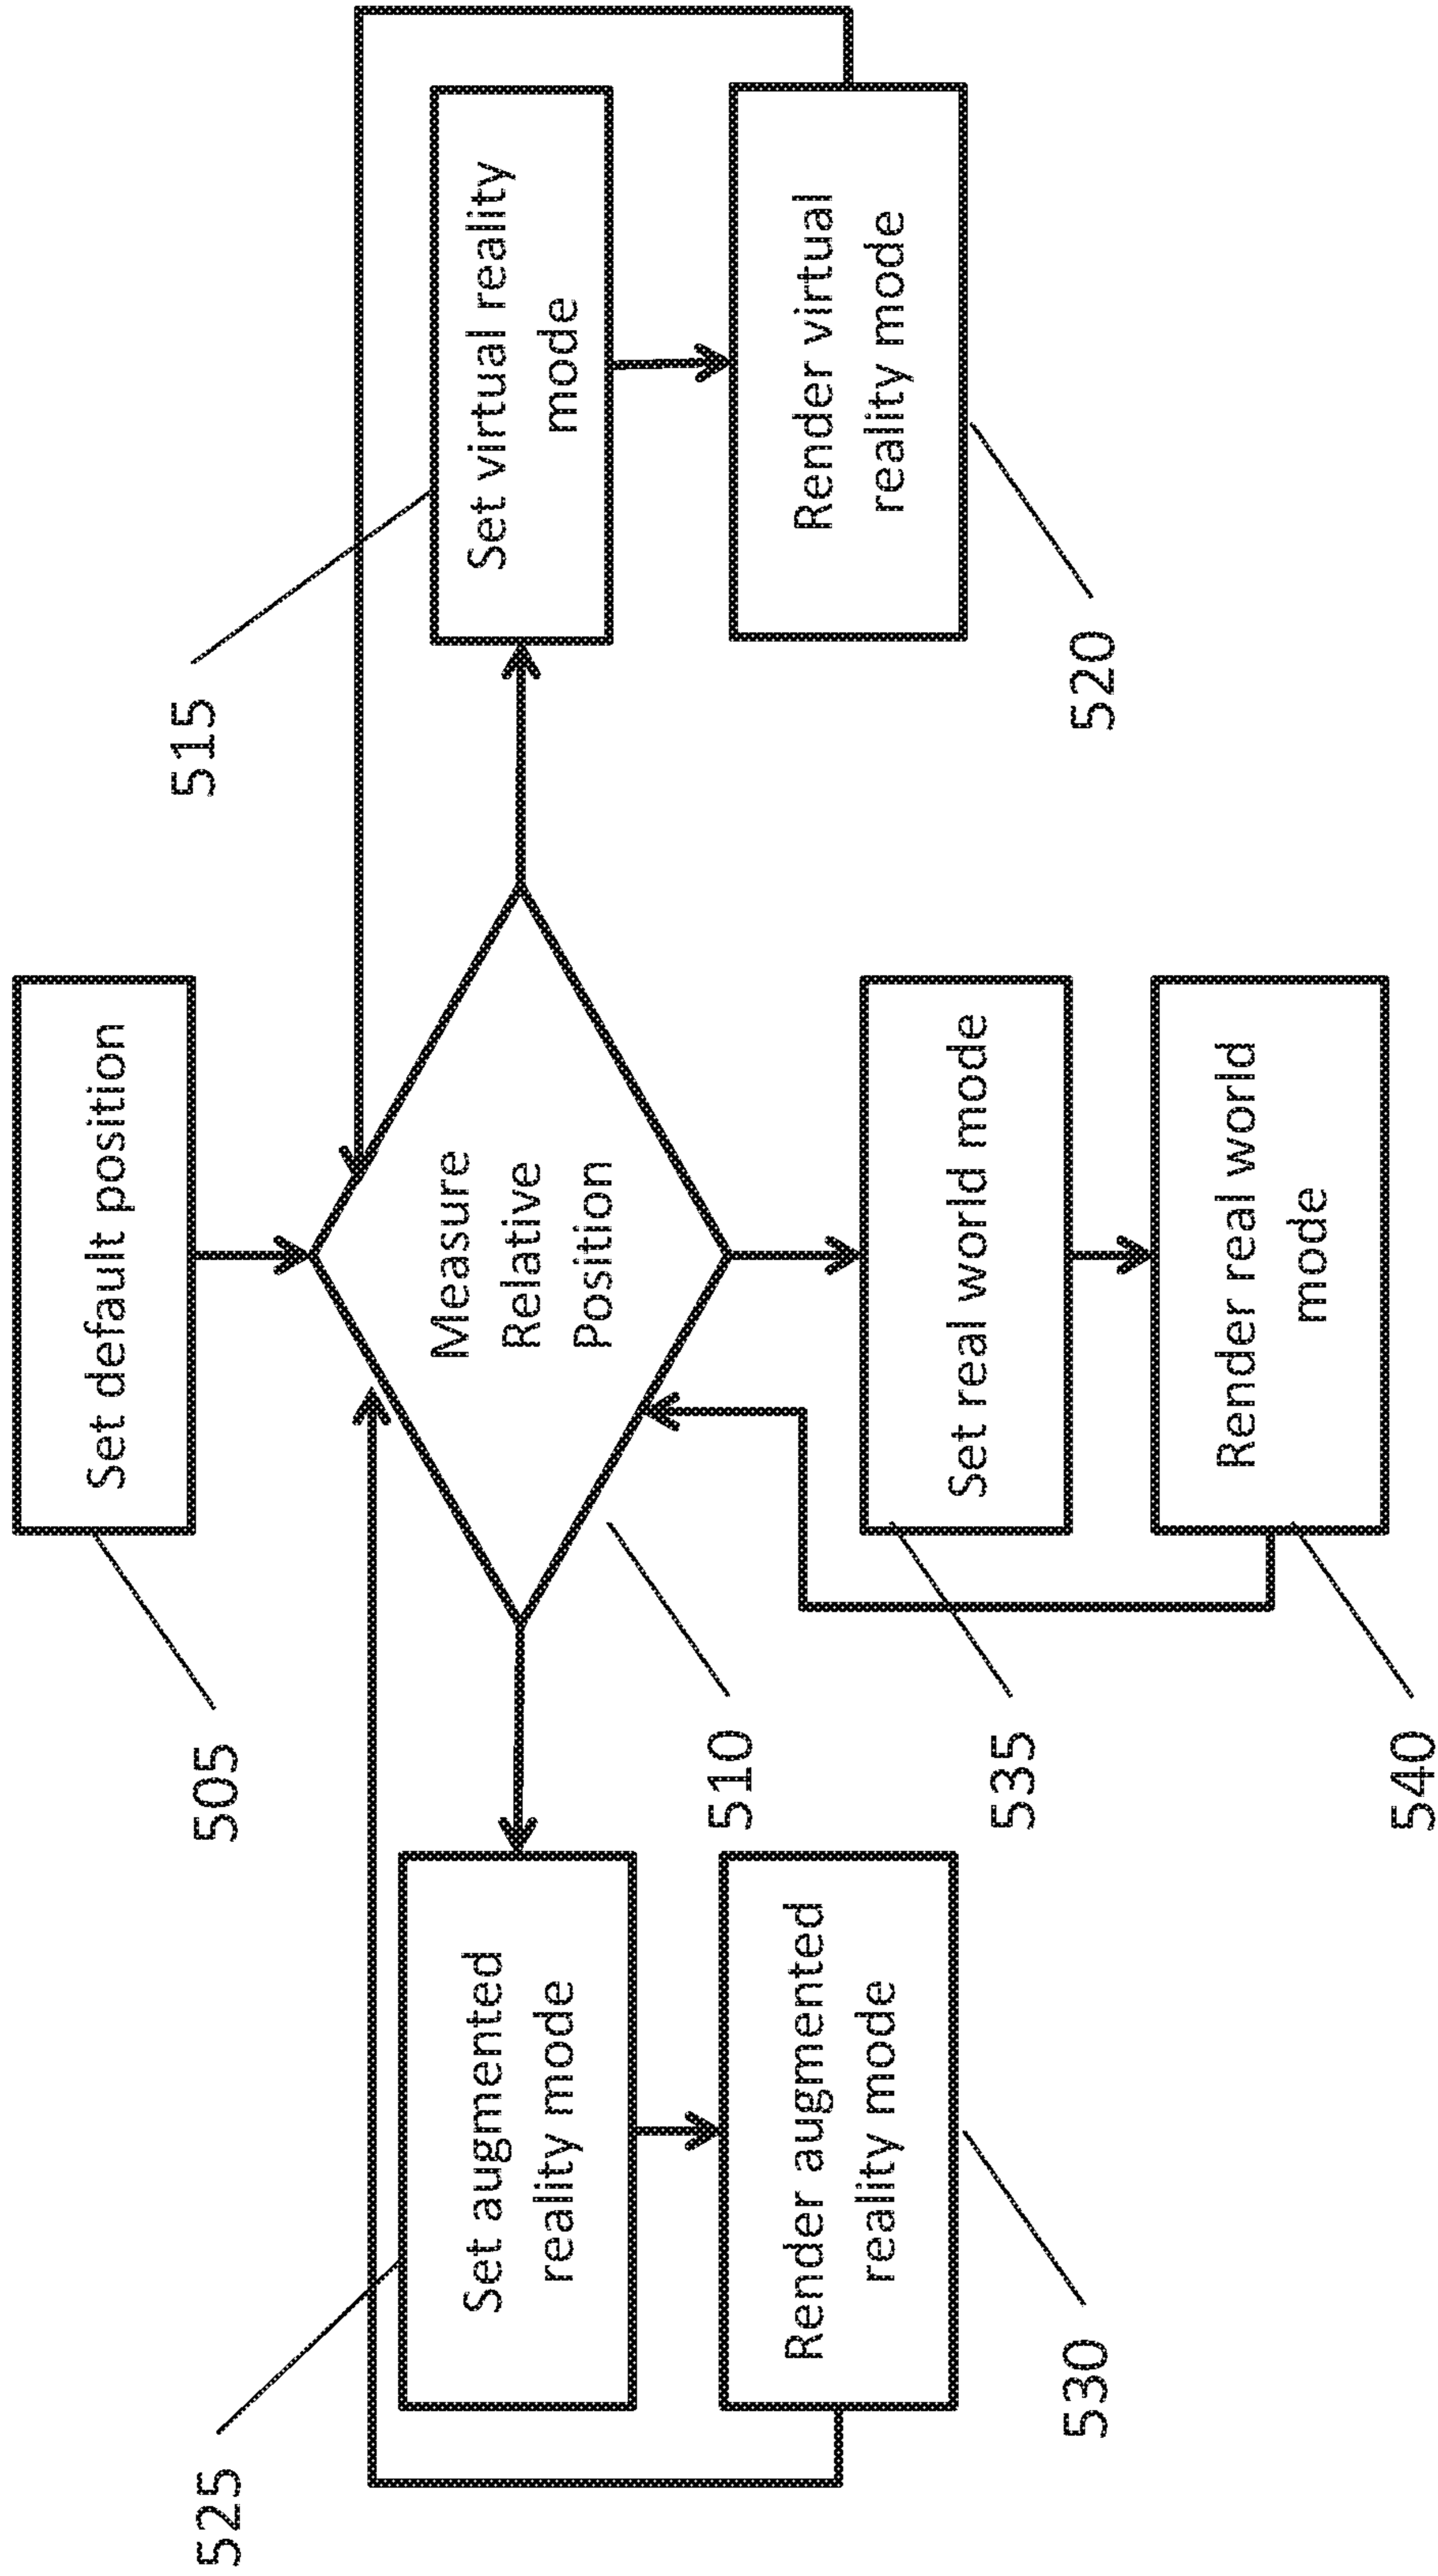 505
Set default position
525
Set augmented
reality mode
510
Measure
Relative
Position
515
Set virtual reality
mode
530
Render augmented
reality mode
535
Set real world mode
520
Render virtual
reality mode
540
Render real world
mode